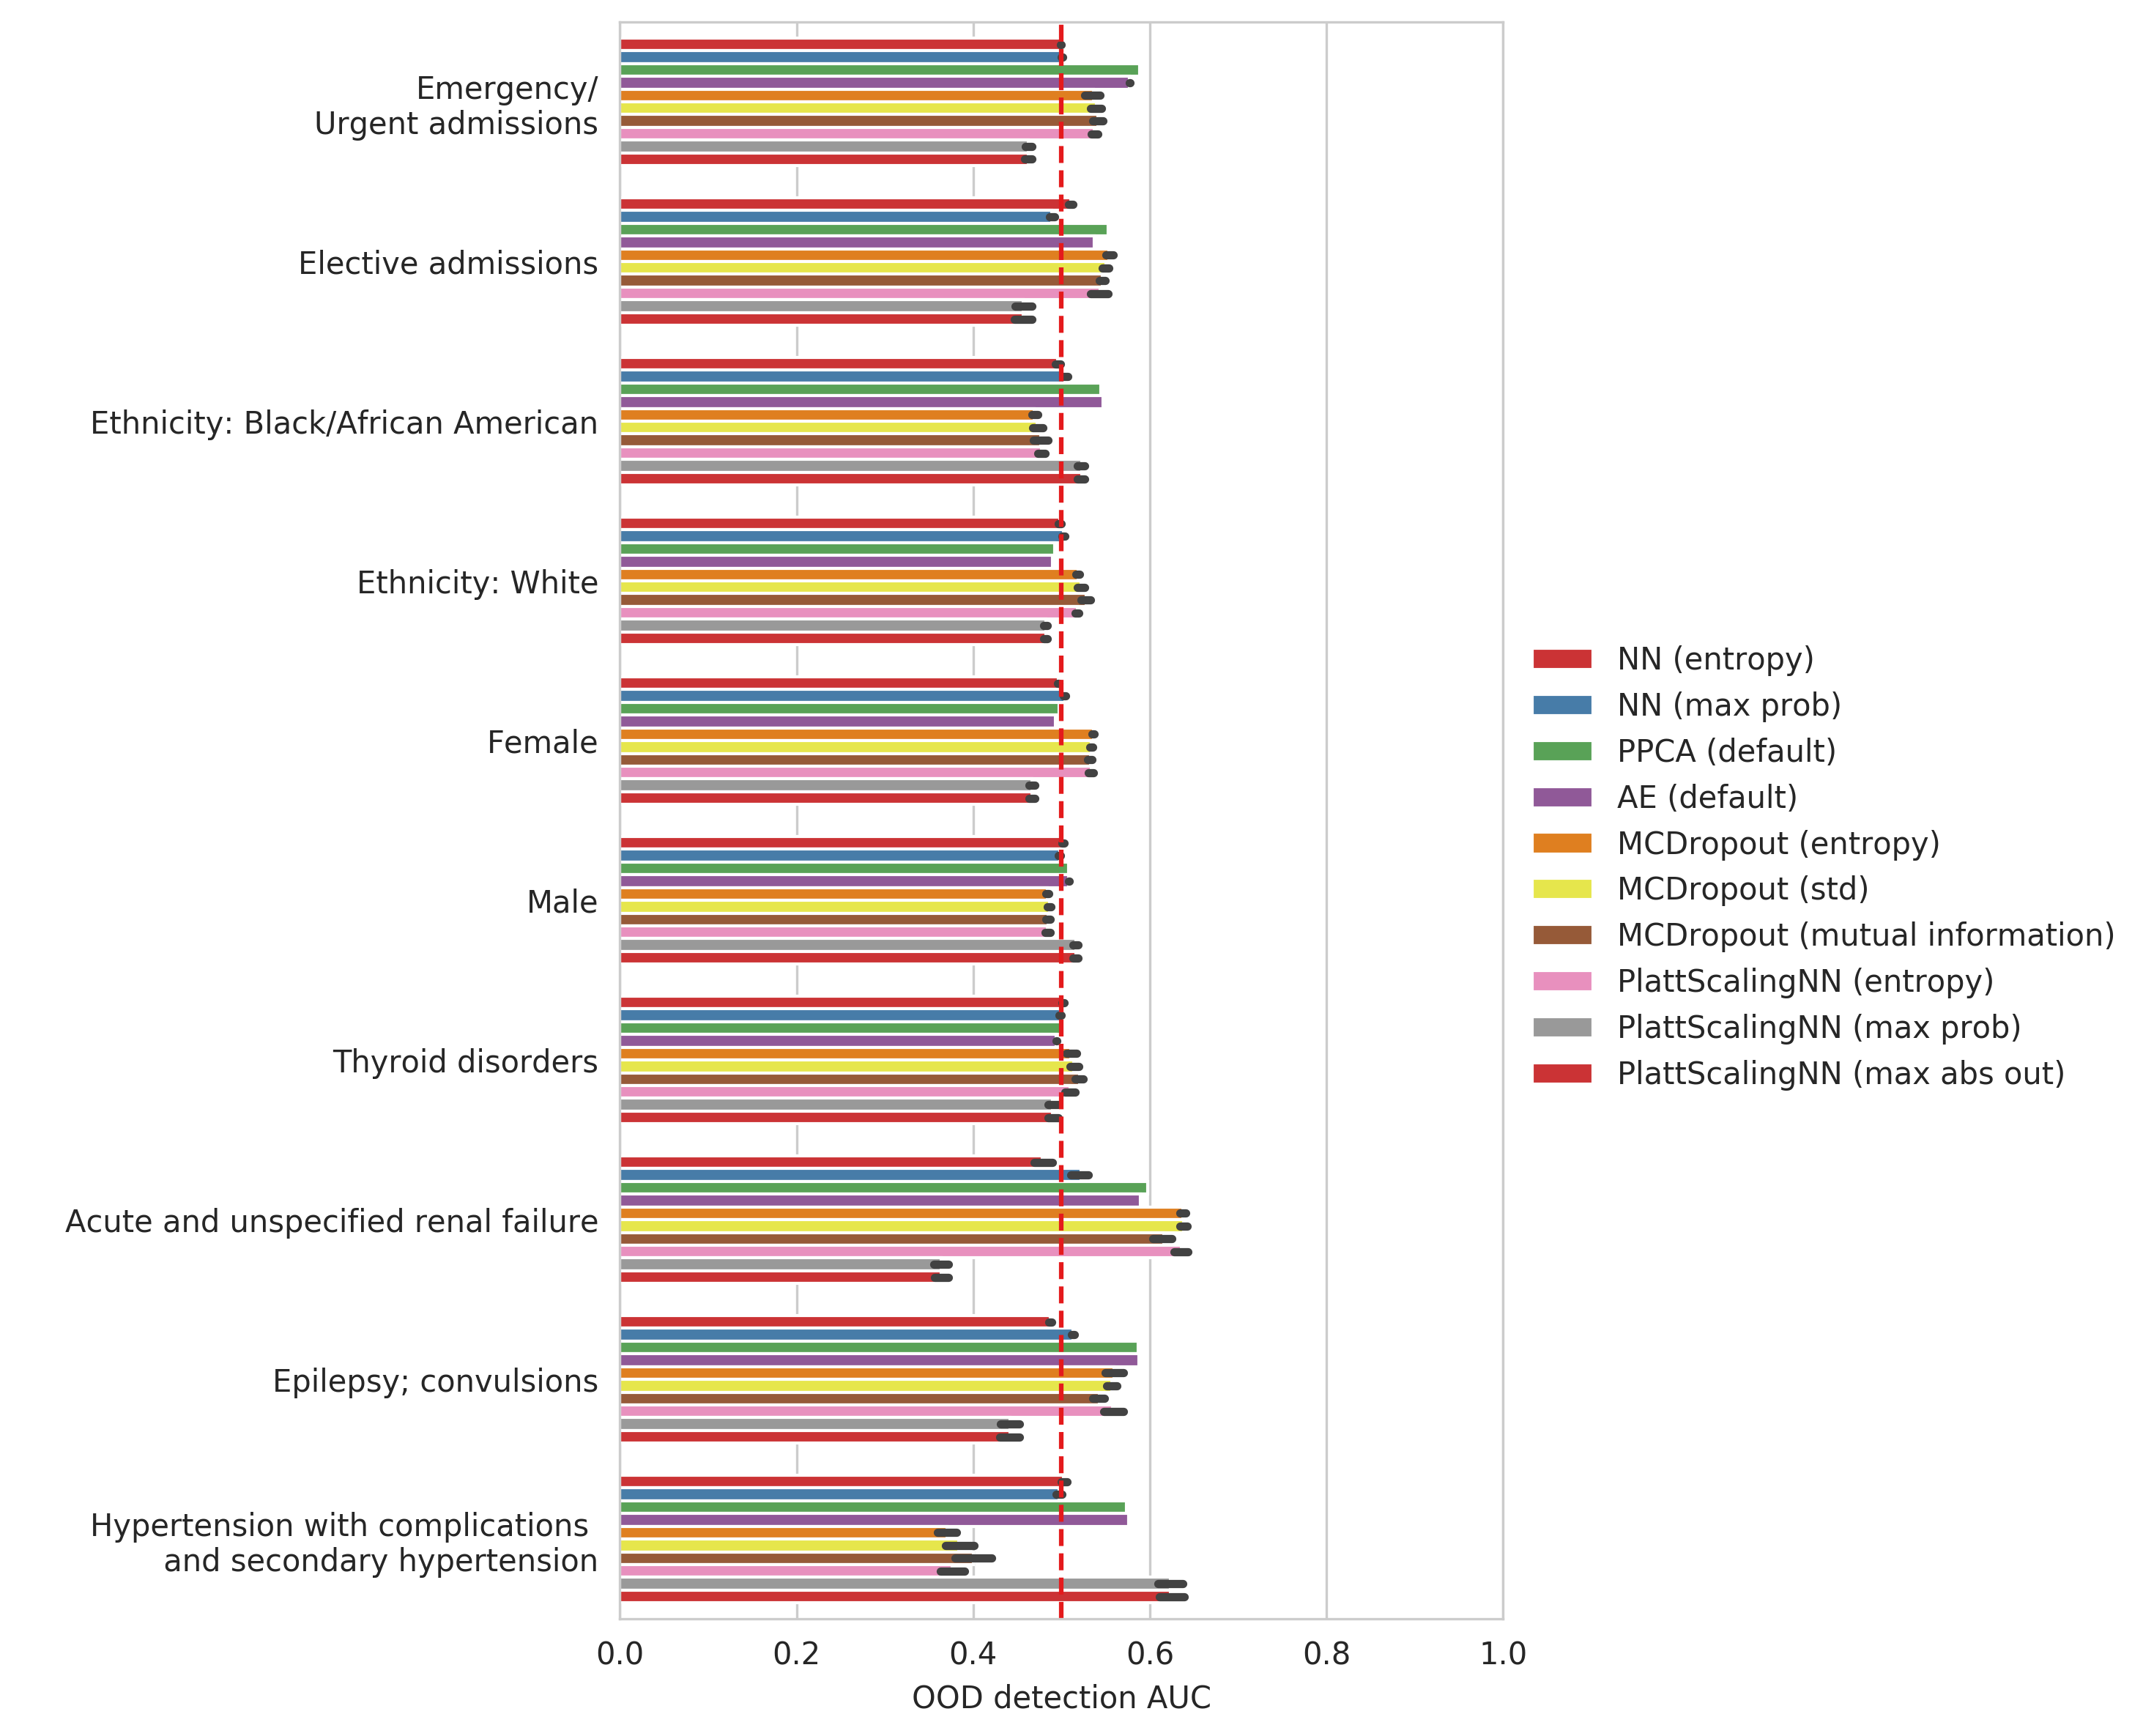 Emergency/
Urgent admissions
Elective admissions
Ethnicity: Black/African American
Ethnicity: White
Female
Male
Thyroid disorders
Acute and unspecified renal failure
Epilepsy; convulsions
Hypertension with complications
and secondary hypertension
0.0 0.2 0.4 0.6 0.8 1.0
OOD detection AUC
NN (entropy)
NN (max prob)
PPCA (default)
AE (default)
MCDropout (entropy)
MCDropout (std)
MCDropout (mutual information)
PlattScalingNN (entropy)
PlattScalingNN (max prob)
PlattScalingNN (max abs out)